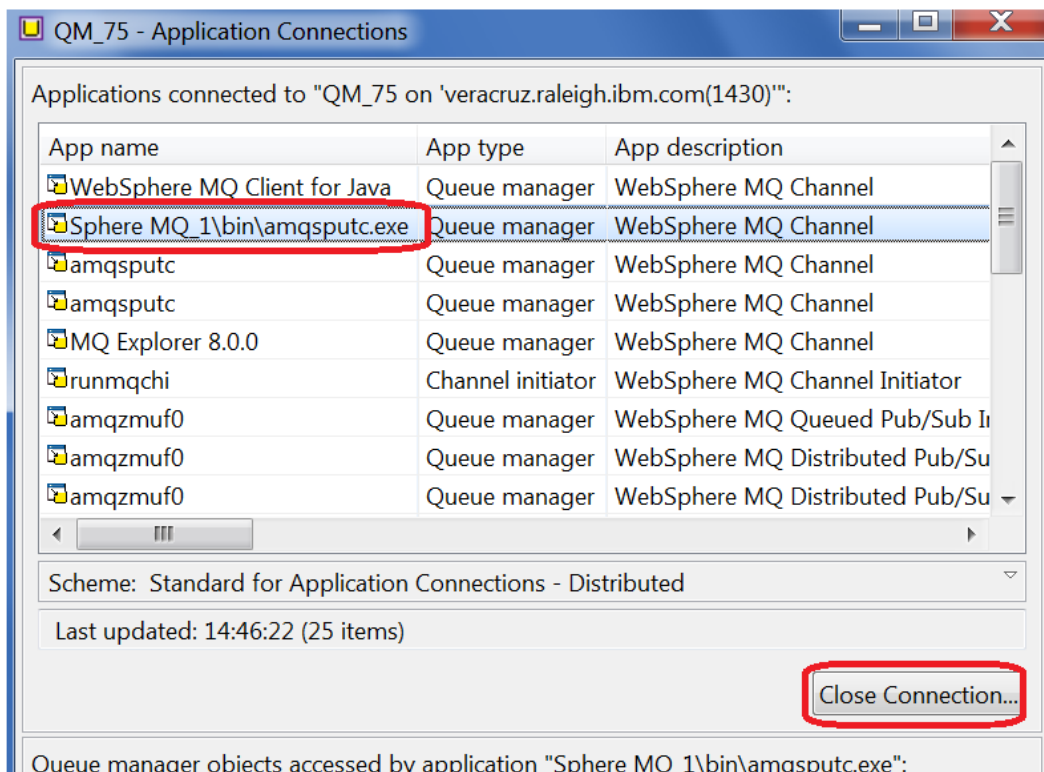 QM_75 - Application Connections
Applications connected to "QM_75 on 'veracruz.raleigh.ibm.com(1430)'":
App name App type App description
WebSphere MQ Client for Java Queue manager WebSphere MQ Channel
Sphere MQ_1\bin\amqsputc.exe Queue manager WebSphere MQ Channel
amqsputc Queue manager WebSphere MQ Channel
amqsputc Queue manager WebSphere MQ Channel
MQ Explorer 8.0.0 Queue manager WebSphere MQ Channel
runmqchi Channel initiator WebSphere MQ Channel Initiator
amqzmuf0 Queue manager WebSphere MQ Queued Pub/Sub
amqzmuf0 Queue manager WebSphere MQ Distributed Pub/Su
amqzmuf0 Queue manager WebSphere MQ Distributed Pub/Su
Scheme: Standard for Application Connections - Distributed
Last updated: 14:46:22 (25 items)
Close Connection...
Queue manager objects accessed by application "Sphere MQ_1\bin\amqsputc.exe":